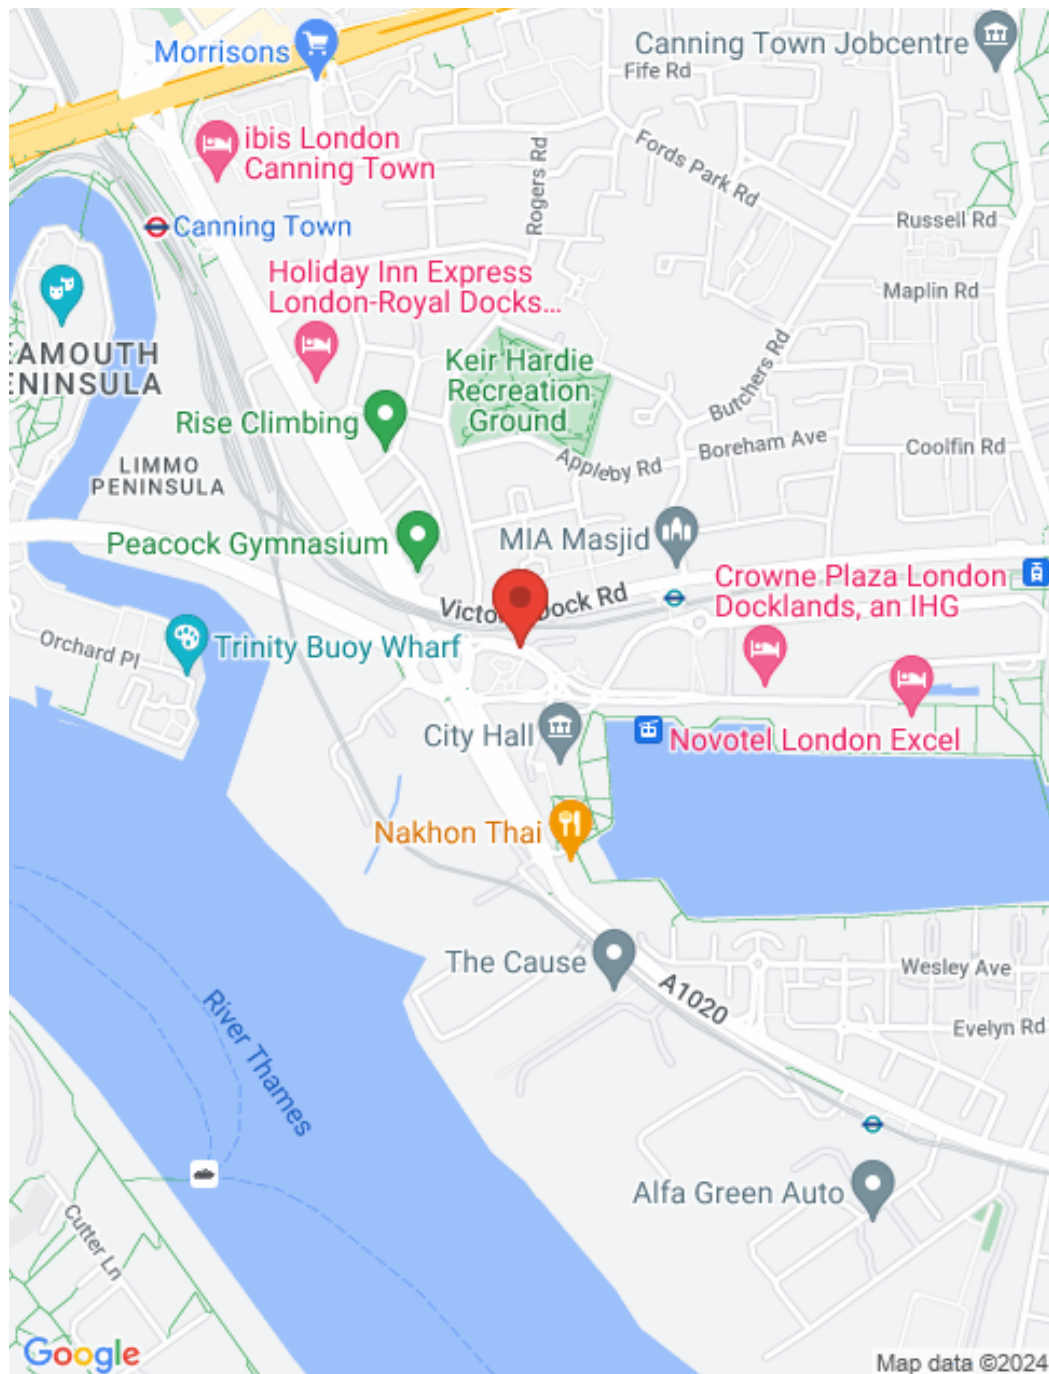 Morrisons
Canning Town Jobcentre
Fife Rd
ibis London
Canning Town
Rogers Rd
Fords Park Rd
Russell Rd
Canning Town
Holiday Inn Express
London-Royal Docks...
Maplin Rd
EAMOUTH
ENINSULA
Keir Hardie
Recreation
Ground
Butchers Rd
Rise Climbing
Boreham Ave
Coolfin Rd
LIMMO
PENINSULA
Appleby Rd
Peacock Gymnasium
MIA Masjid
Crowne Plaza London
Docklands, an IHG
Victo Dock Rd
Orchard Pl
Trinity Buoy Wharf
City Hall
Novotel London Excel
Nakhon Thai
The Cause
A1020
Wesley Ave
Evelyn Rd
River Thames
Alfa Green Auto
Cutter Ln
Google
Map data ©2024